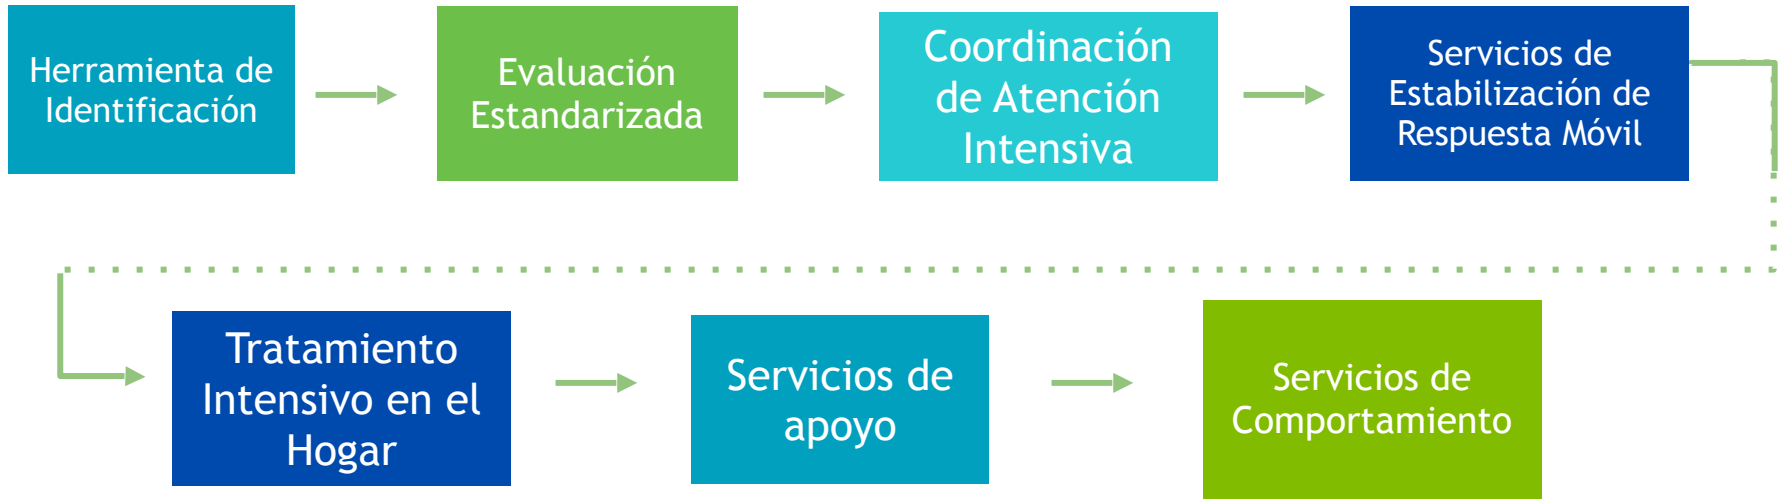 Herramienta de
Identificación
Evaluación
Estandarizada
Coordinación
de Atención
Intensiva
Servicios de
Estabilización de
Respuesta Móvil
Tratamiento
Intensivo en el
Hogar
Servicios de
apoyo
Servicios de
Comportamiento